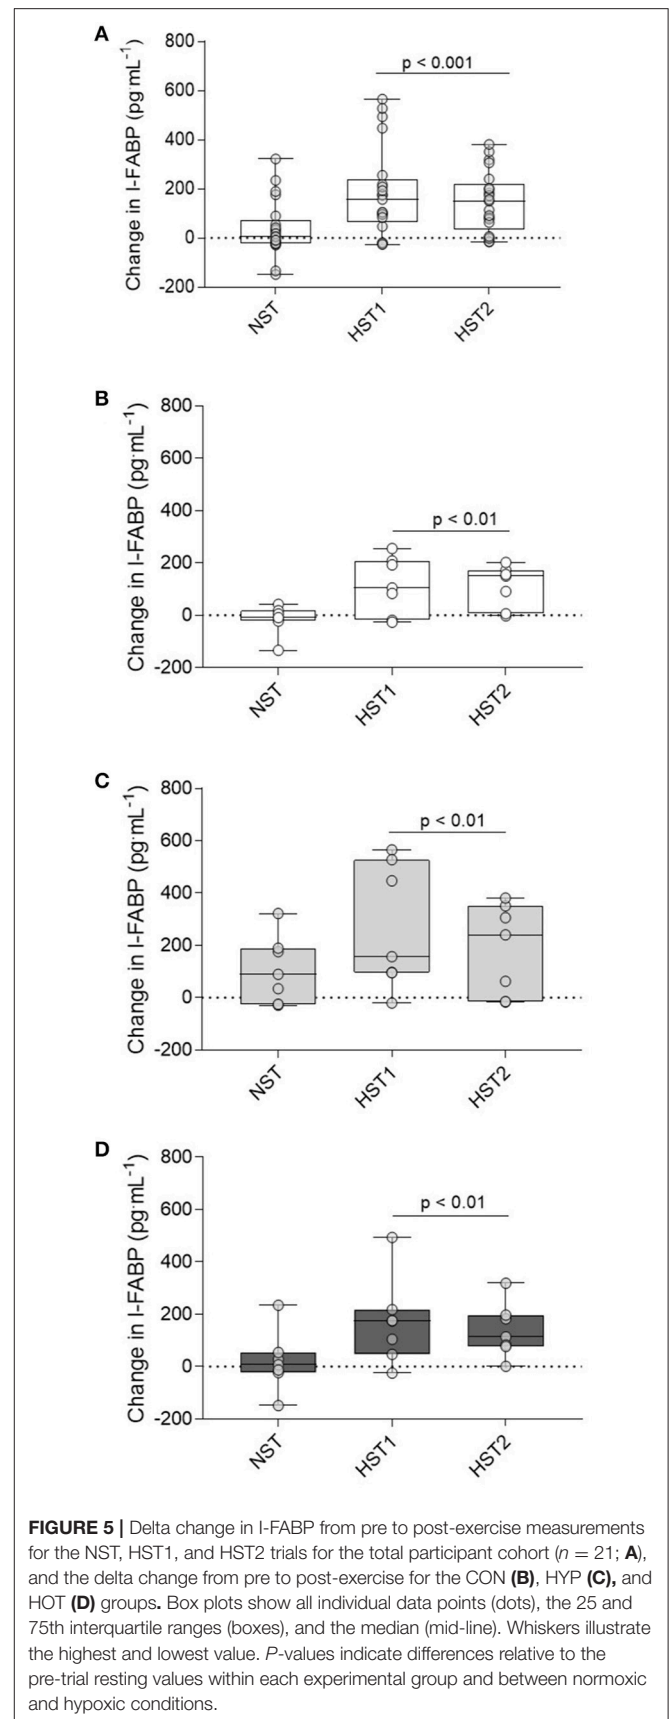 A
800
600
400
200
0
-200
Change in I-FABP (pg·mL-1)
p < 0.001
NST
HST1
HST2
B
800
600
400
200
0
-200
Change in I-FABP (pg·mL-1)
p < 0.01
NST
HST1
HST2
C
800
600
400
200
0
-200
Change in I-FABP (pg·mL-1)
p < 0.01
NST
HST1
HST2
D
800
600
400
200
0
-200
Change in I-FABP (pg·mL-1)
p < 0.01
NST
HST1
HST2
FIGURE 5 | Delta change in I-FABP from pre to post-exercise measurements
for the NST, HST1, and HST2 trials for the total participant cohort (n = 21; A),
and the delta change from pre to post-exercise for the CON (B), HYP (C), and
HOT (D) groups. Box plots show all individual data points (dots), the 25 and
75th interquartile ranges (boxes), and the median (mid-line). Whiskers illustrate
the highest and lowest value. P-values indicate differences relative to the
pre-trial resting values within each experimental group and between normoxic
and hypoxic conditions.